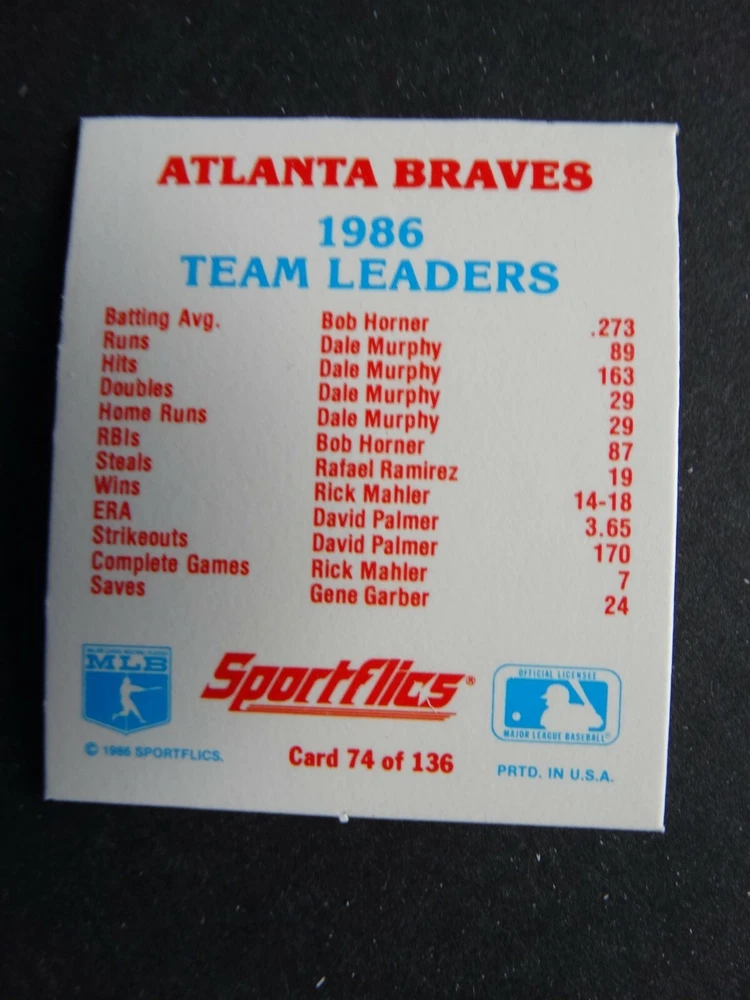 ATLANTA BRAVES
1986
TEAM LEADERS
Batting Avg. Bob Horner .273
Runs Dale Murphy 89
Hits Dale Murphy 163
Doubles Dale Murphy 29
Home Runs Dale Murphy 29
RBIs Bob Horner 87
Steals Rafael Ramirez 19
Wins Rick Mahler 14-18
ERA David Palmer 3.65
Strikeouts David Palmer 170
Complete Games Rick Mahler 7
Saves Gene Garber 24
MLB
Sportflics®
OFFICIAL LICENSEE
MAJOR LEAGUE BASEBALL®
© 1986 SPORTFLICS.
Card 74 of 136
PRTD. IN U.S.A.